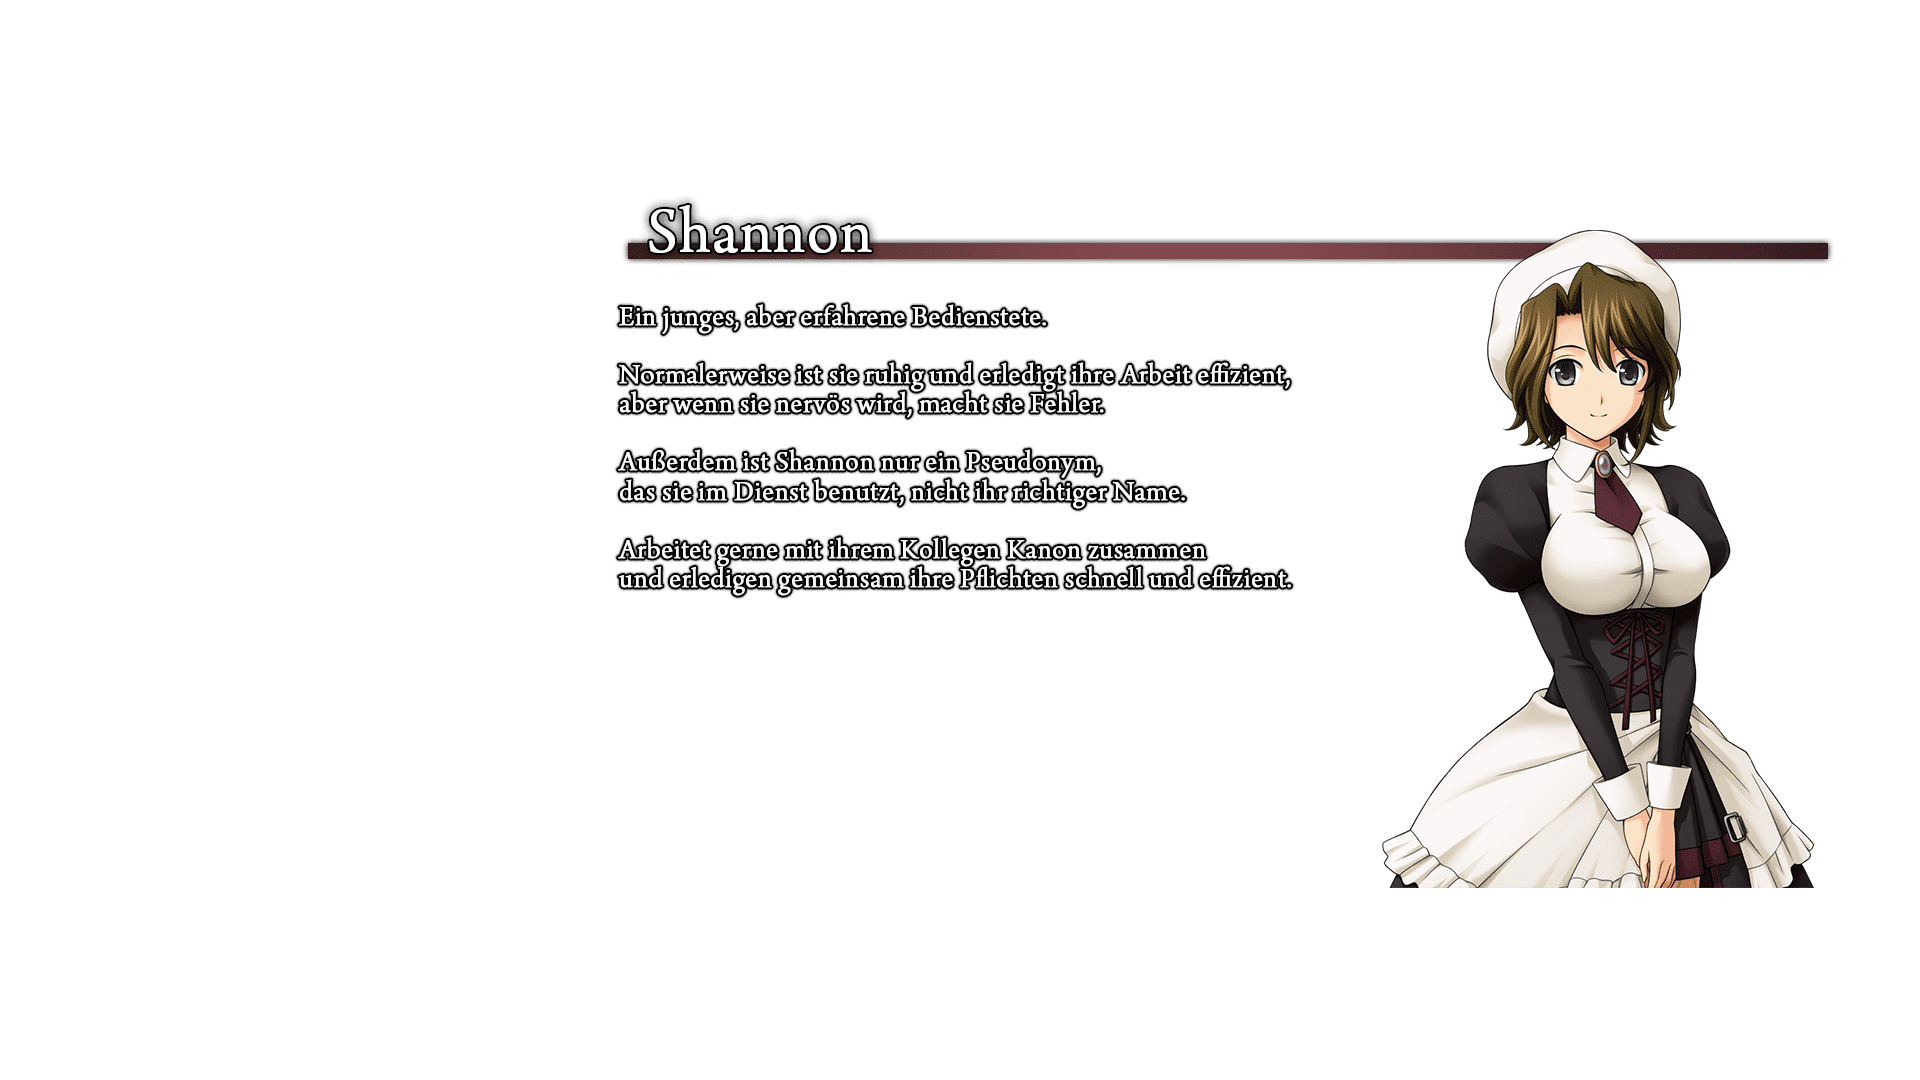 Shannon
Ein junges, aber erfahrene Bedienstete.
Normalerweise ist sie ruhig und erledigt ihre Arbeit effizient,
aber wenn sie nervös wird, macht sie Fehler.
Außerdem ist Shannon nur ein Pseudonym,
das sie im Dienst benutzt, nicht ihr richtiger Name.
Arbeitet gerne mit ihrem Kollegen Kanon zusammen
und erledigen gemeinsam ihre Pflichten schnell und effizient.